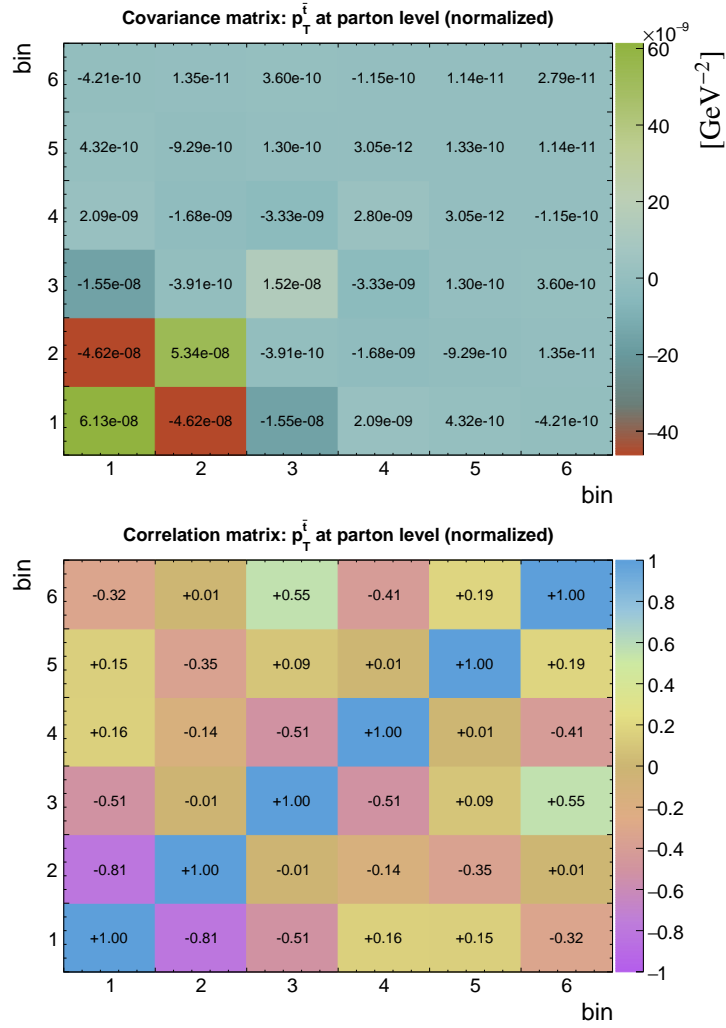 Covariance matrix: p_T^t̄ at parton level (normalized)
bin
×10⁻⁹
[GeV⁻²]
6 -4.21e-10 1.35e-11 3.60e-10 -1.15e-10 1.14e-11 2.79e-11
5 4.32e-10 -9.29e-10 1.30e-10 3.05e-12 1.33e-10 1.14e-11
4 2.09e-09 -1.68e-09 -3.33e-09 2.80e-09 3.05e-12 -1.15e-10
3 -1.55e-08 -3.91e-10 1.52e-08 -3.33e-09 1.30e-10 3.60e-10
2 -4.62e-08 5.34e-08 -3.91e-10 -1.68e-09 -9.29e-10 1.35e-11
1 6.13e-08 -4.62e-08 -1.55e-08 2.09e-09 4.32e-10 -4.21e-10
1 2 3 4 5 6
bin
60
40
20
0
−20
−40
Correlation matrix: p_T^t̄ at parton level (normalized)
bin
6 -0.32 +0.01 +0.55 -0.41 +0.19 +1.00
5 +0.15 -0.35 +0.09 +0.01 +1.00 +0.19
4 +0.16 -0.14 -0.51 +1.00 +0.01 -0.41
3 -0.51 -0.01 +1.00 -0.51 +0.09 +0.55
2 -0.81 +1.00 -0.01 -0.14 -0.35 +0.01
1 +1.00 -0.81 -0.51 +0.16 +0.15 -0.32
1 2 3 4 5 6
bin
1
0.8
0.6
0.4
0.2
0
−0.2
−0.4
−0.6
−0.8
−1